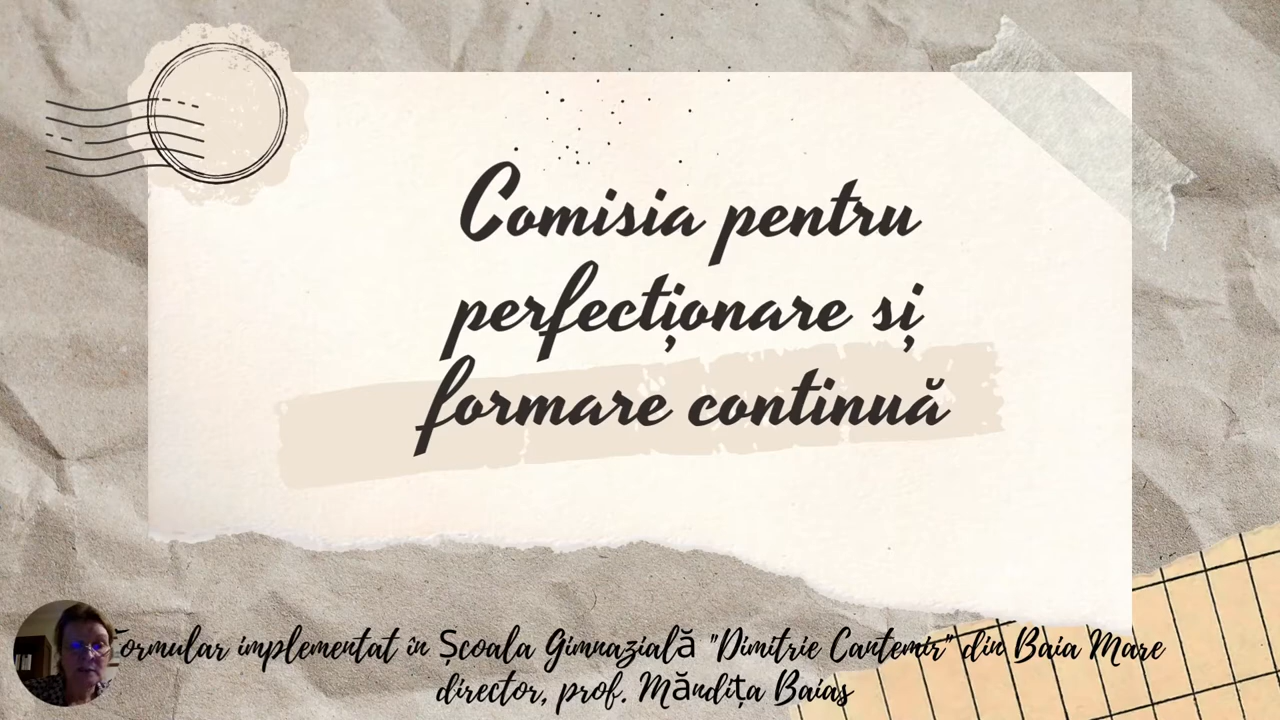 Comisia pentru
perfecționare și
formare continuă
Formular implementat în Școala Gimnazială "Dimitrie Cantemir" din Baia Mare
director, prof. Măndița Baias